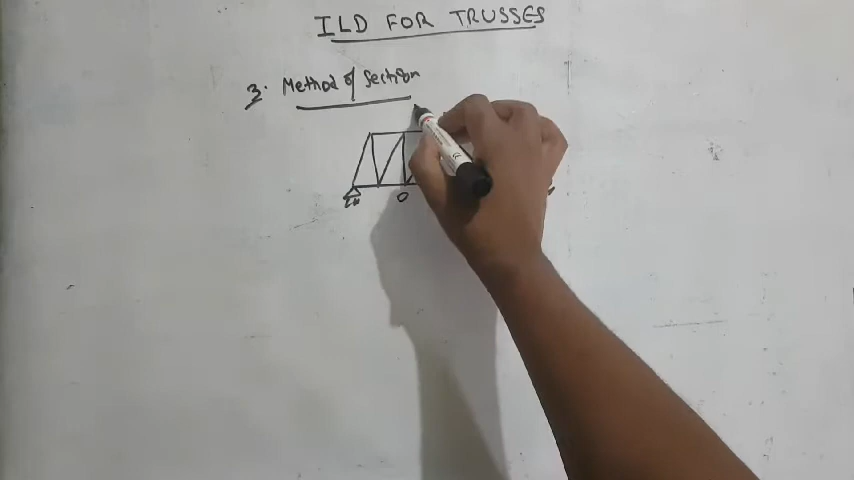 ILD FOR TRUSSES
3. Method of Section
O